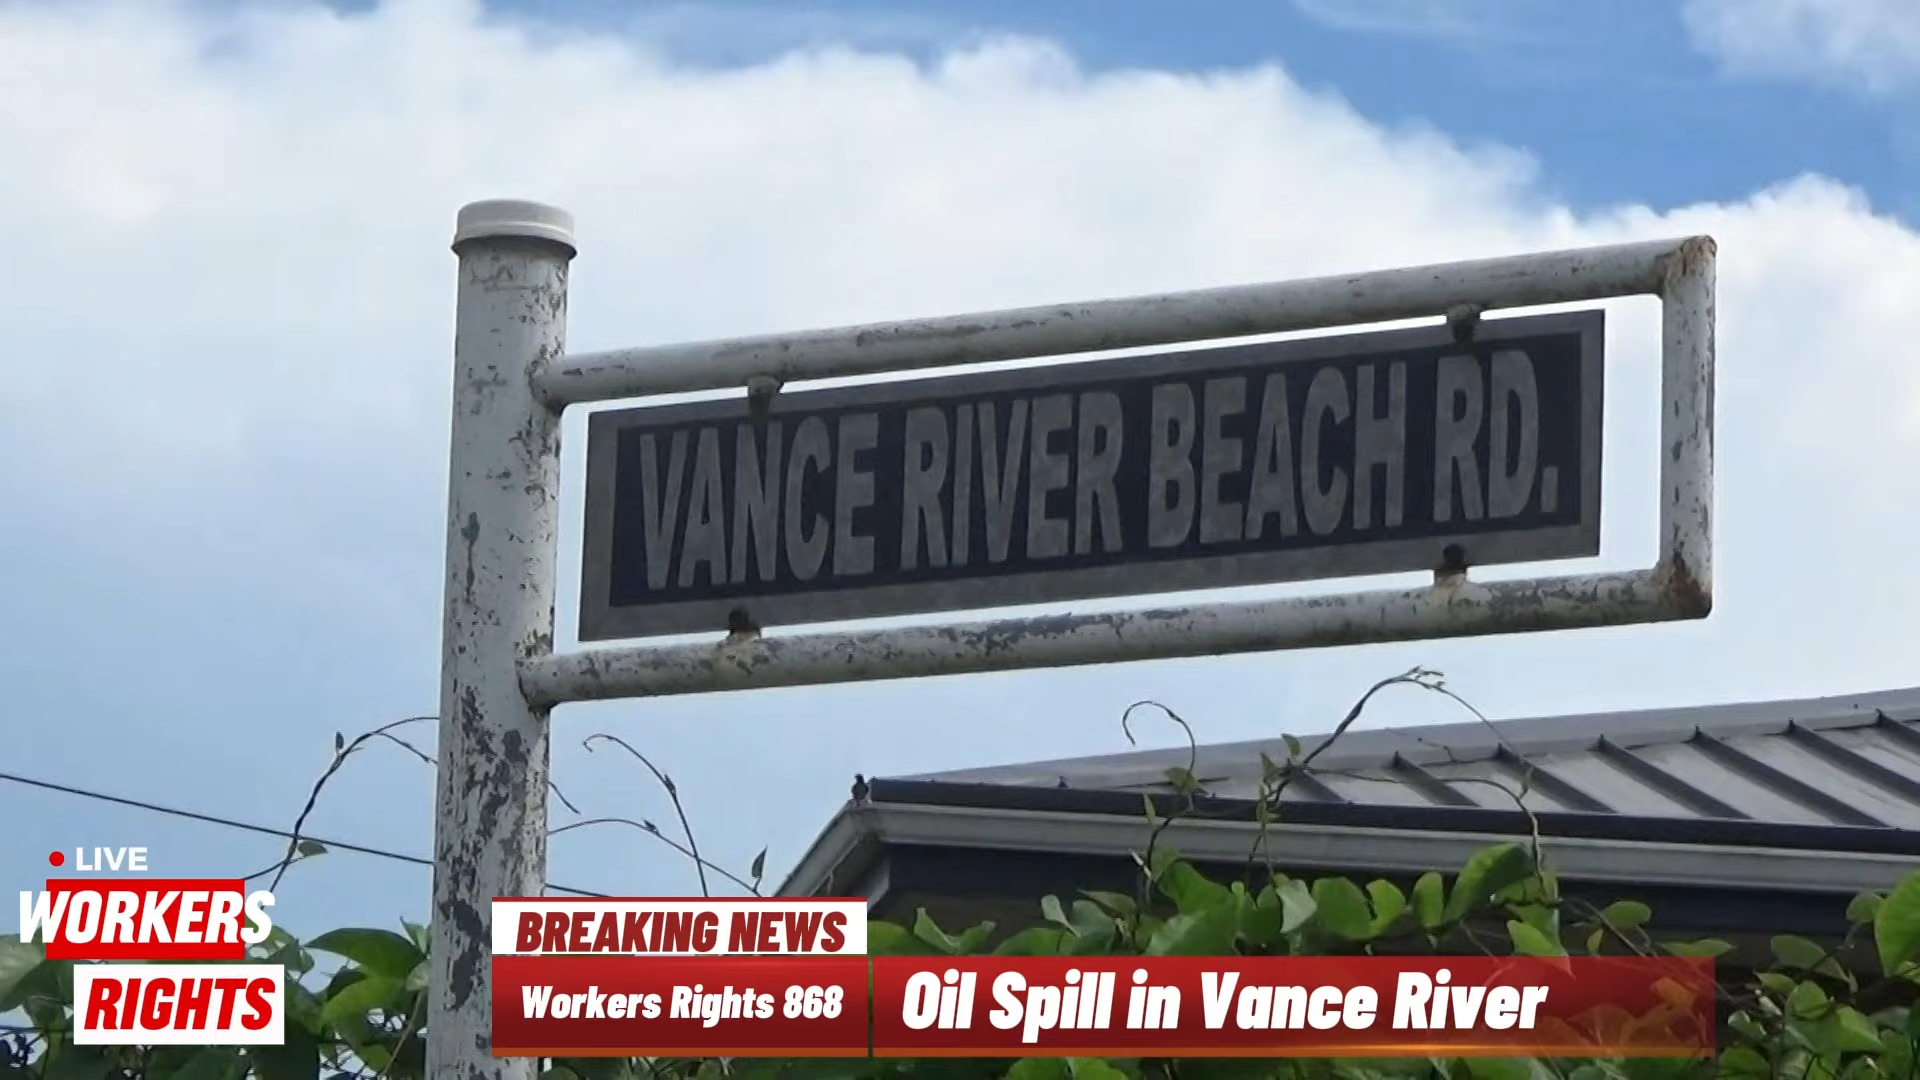 VANCE RIVER BEACH RD.
LIVE
WORKERS
RIGHTS
BREAKING NEWS
Workers Rights 868
Oil Spill in Vance River